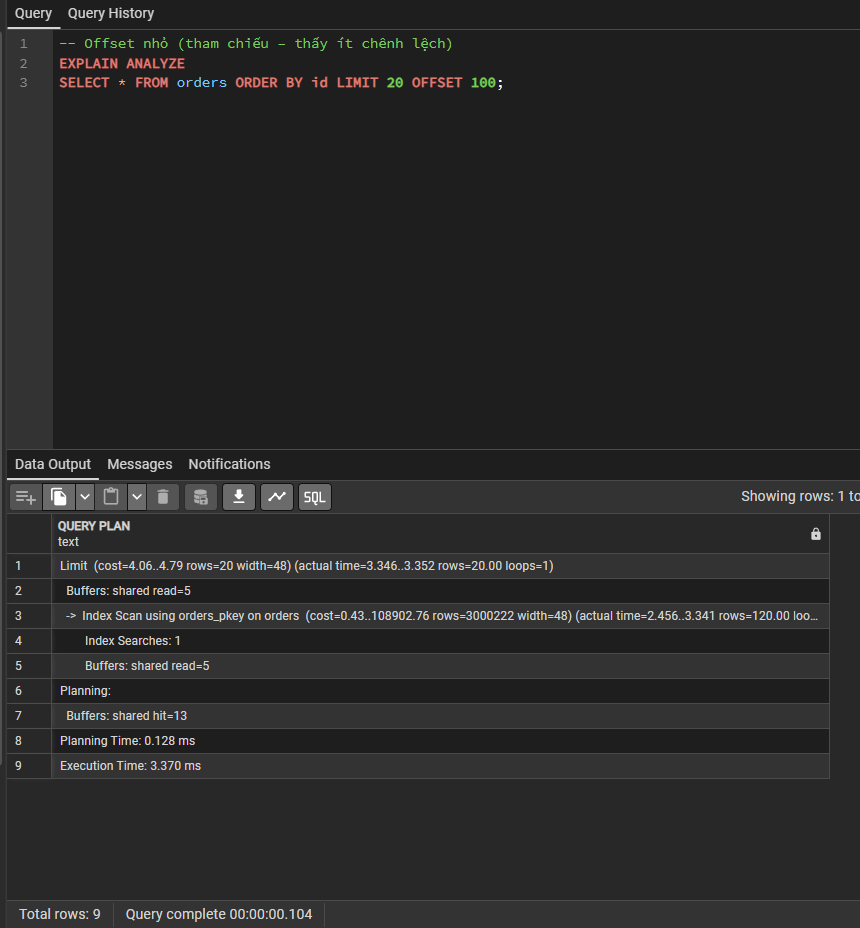 Query Query History
1 -- Offset nhỏ (tham chiếu – thấy ít chênh lệch)
2 EXPLAIN ANALYZE
3 SELECT * FROM orders ORDER BY id LIMIT 20 OFFSET 100;
Data Output Messages Notifications
SQL Showing rows: 1 to
QUERY PLAN
text
1 Limit (cost=4.06..4.79 rows=20 width=48) (actual time=3.346..3.352 rows=20.00 loops=1)
2 Buffers: shared read=5
3 -> Index Scan using orders_pkey on orders (cost=0.43..108902.76 rows=3000222 width=48) (actual time=2.456..3.341 rows=120.00 loo...
4 Index Searches: 1
5 Buffers: shared read=5
6 Planning:
7 Buffers: shared hit=13
8 Planning Time: 0.128 ms
9 Execution Time: 3.370 ms
Total rows: 9 Query complete 00:00:00.104